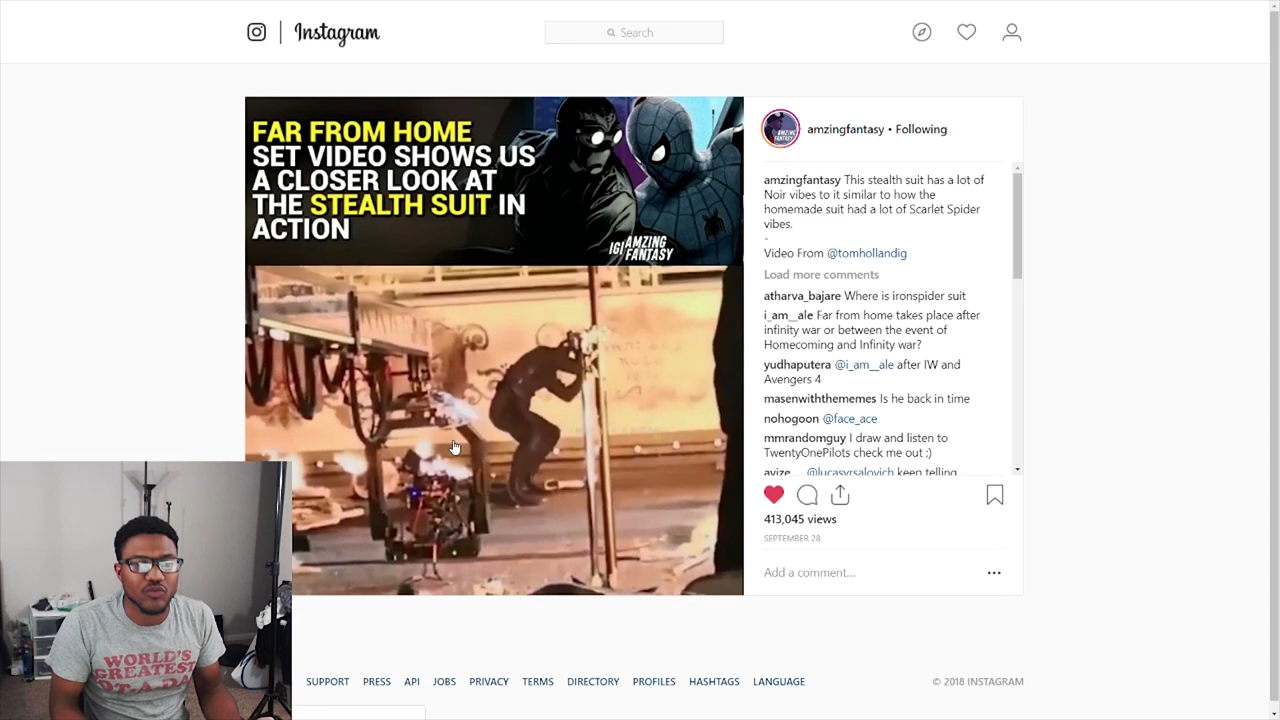 Instagram
Search
FAR FROM HOME
SET VIDEO SHOWS US
A CLOSER LOOK AT
THE STEALTH SUIT IN
ACTION
IG|AMZING
FANTASY
amzingfantasy • Following
amzingfantasy This stealth suit has a lot of
Noir vibes to it similar to how the
homemade suit had a lot of Scarlet Spider
vibes.
-
Video From @tomhollandig
Load more comments
atharva_bajare Where is ironspider suit
i_am__ale Far from home takes place after
infinity war or between the event of
Homecoming and Infinity war?
yudhaputera @i_am__ale after IW and
Avengers 4
masenwiththememes Is he back in time
nohogoon @face_ace
mmrandomguy I draw and listen to
TwentyOnePilots check me out ;)
@lucasyrsalovich keep telling
413,045 views
SEPTEMBER 28
Add a comment...
WORLD'S
GREATEST
SUPPORT PRESS API JOBS PRIVACY TERMS DIRECTORY PROFILES HASHTAGS LANGUAGE
© 2018 INSTAGRAM